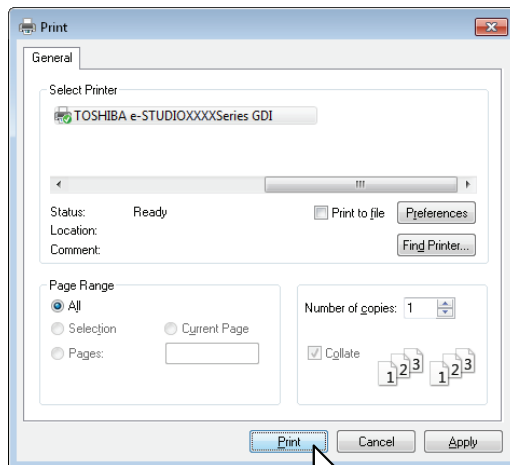 Print
General
Select Printer
TOSHIBA e-STUDIOXXXXSeries GDI
Status: Ready
Print to file
Preferences
Location:
Comment:
Find Printer...
Page Range
All
Selection
Current Page
Pages:
Number of copies: 1
Collate
1 2 3 1 2 3
Print
Cancel
Apply